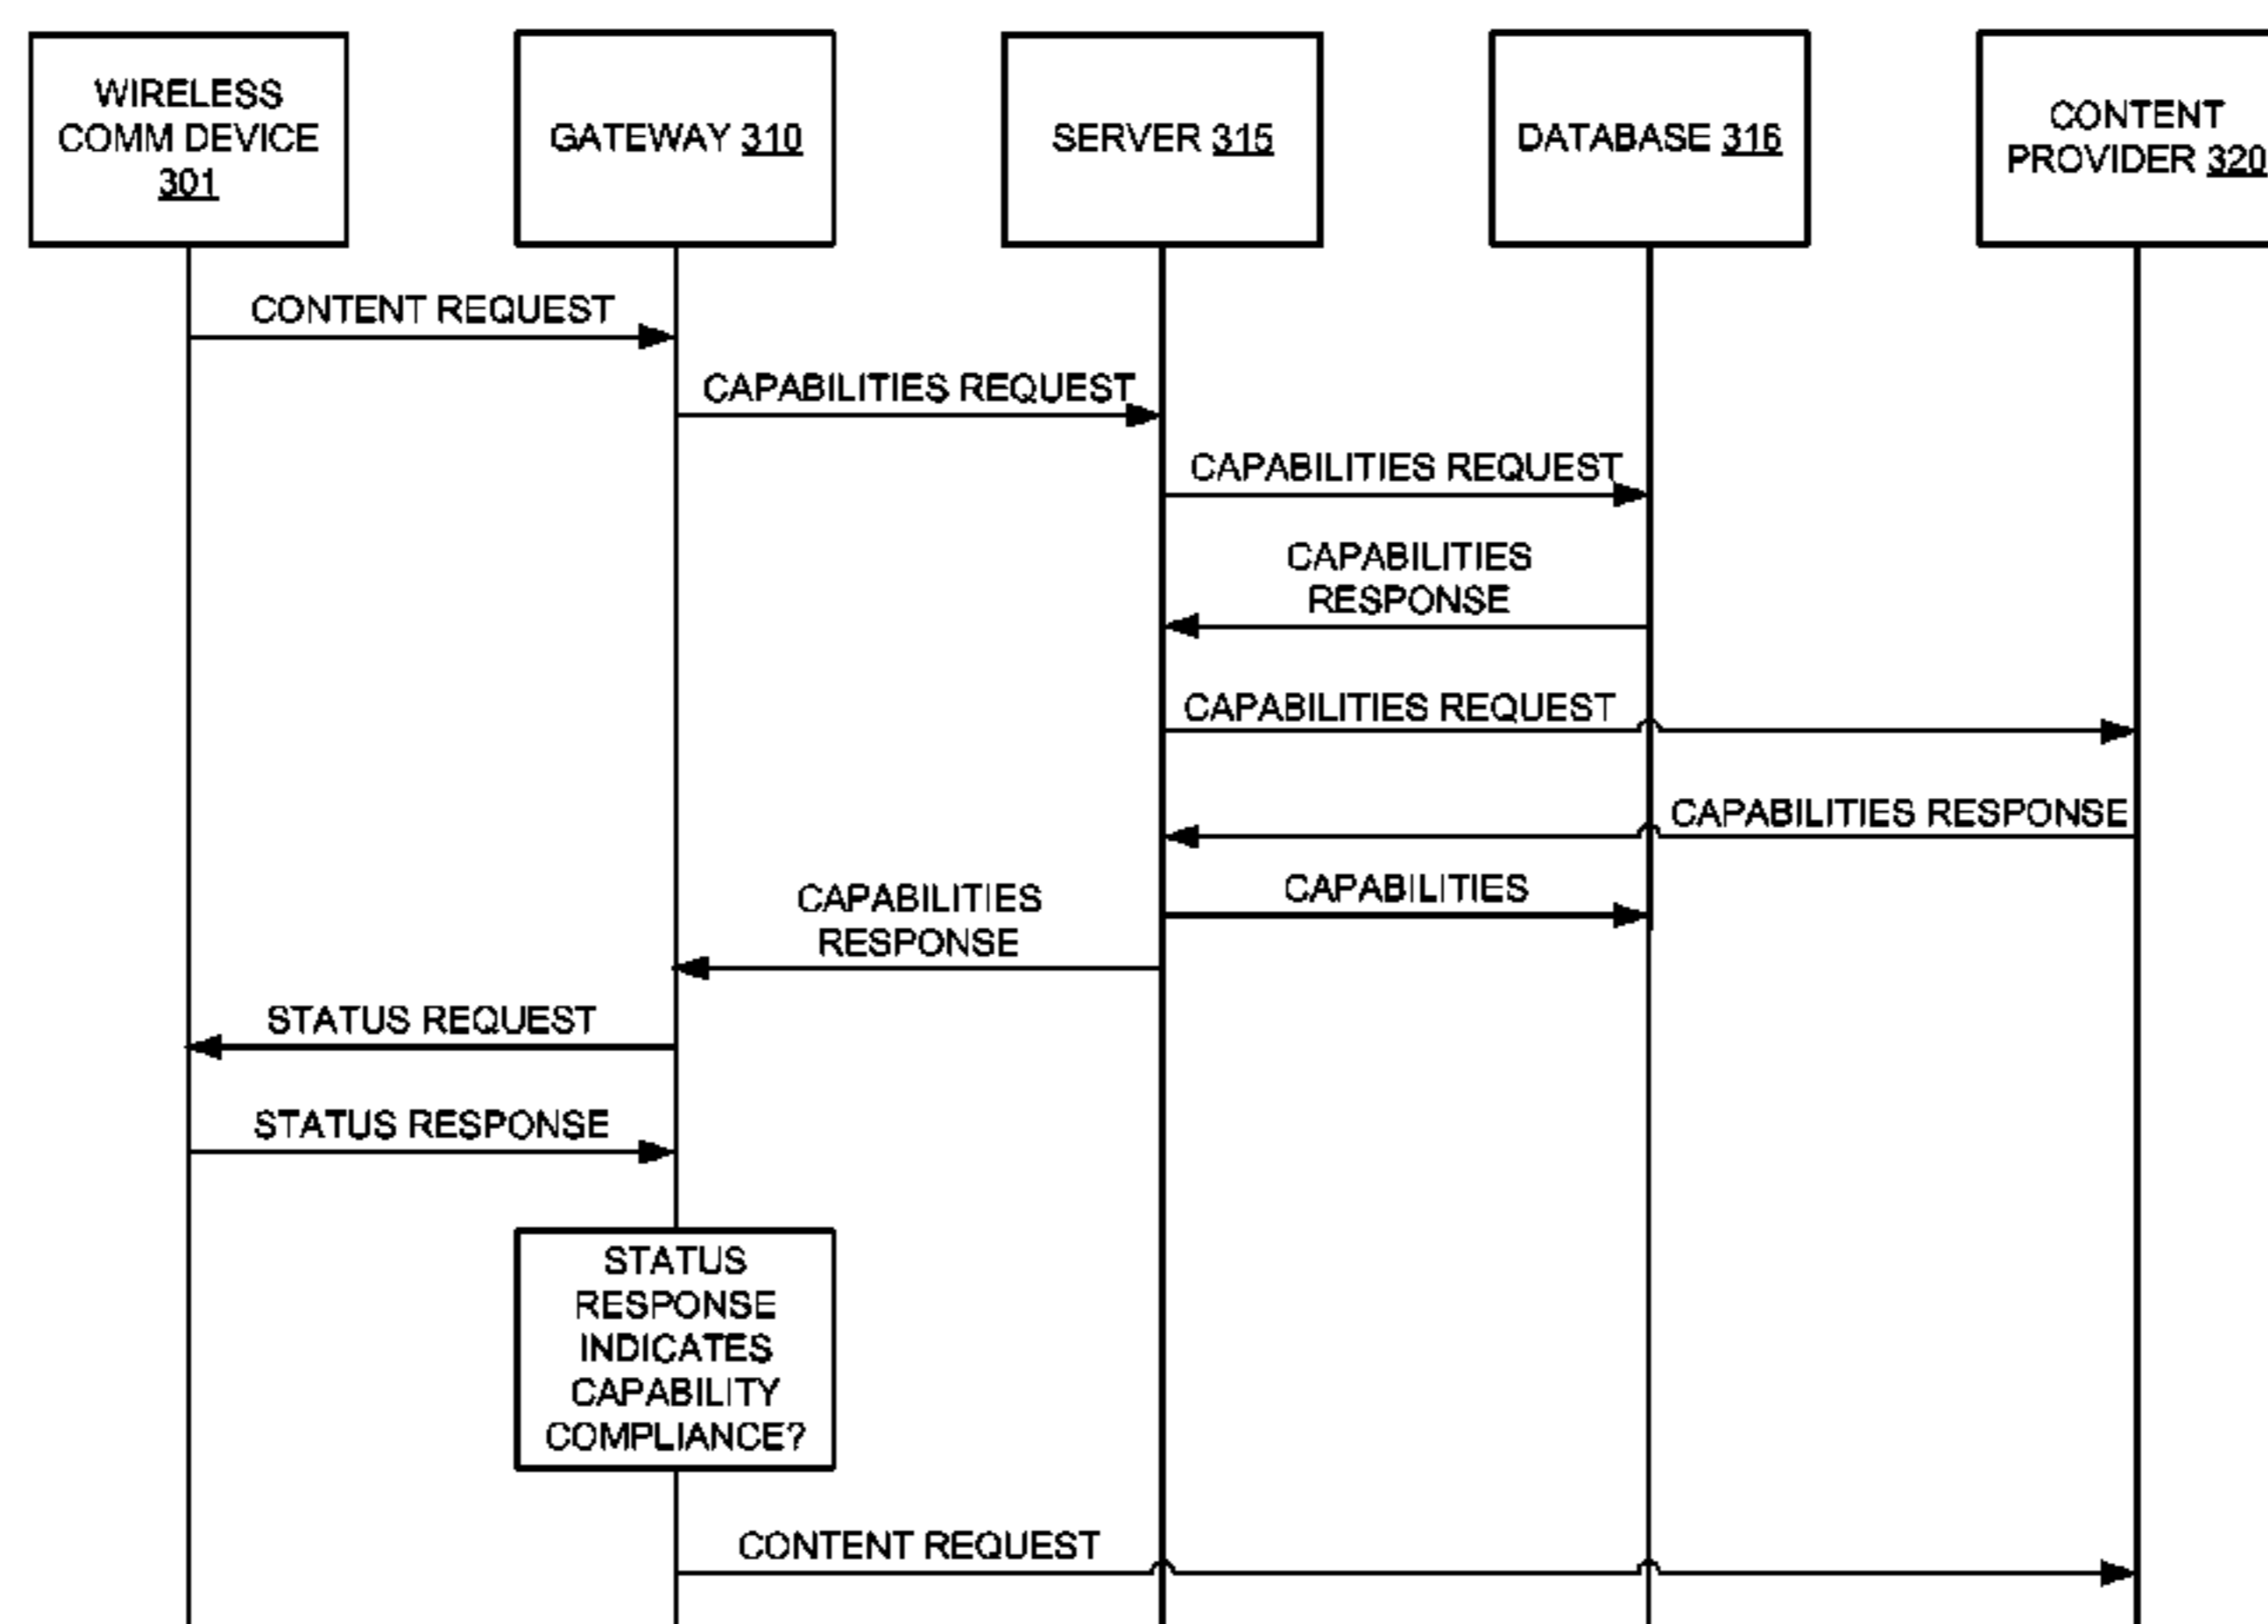 WIRELESS
COMM DEVICE
301
GATEWAY 310
SERVER 315
DATABASE 316
CONTENT
PROVIDER 320
CONTENT REQUEST
CAPABILITIES REQUEST
CAPABILITIES REQUEST
CAPABILITIES
RESPONSE
CAPABILITIES REQUEST
CAPABILITIES RESPONSE
CAPABILITIES
CAPABILITIES
RESPONSE
STATUS REQUEST
STATUS RESPONSE
STATUS
RESPONSE
INDICATES
CAPABILITY
COMPLIANCE?
CONTENT REQUEST